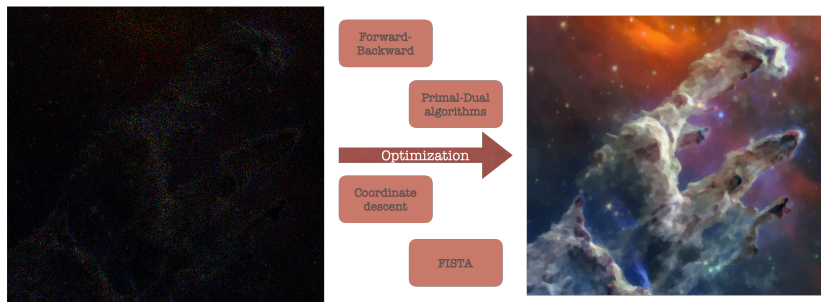 Forward-
Backward
Primal-Dual
algorithms
Optimization
Coordinate
descent
FISTA